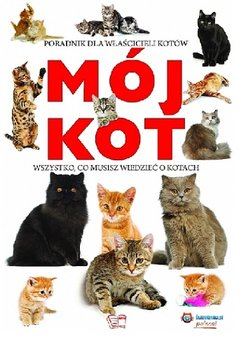 PORADNIK DLA WŁAŚCICIELI KOTÓW
MÓJ
KOT
WSZYSTKO, CO MUSISZ WIEDZIEĆ O KOTACH